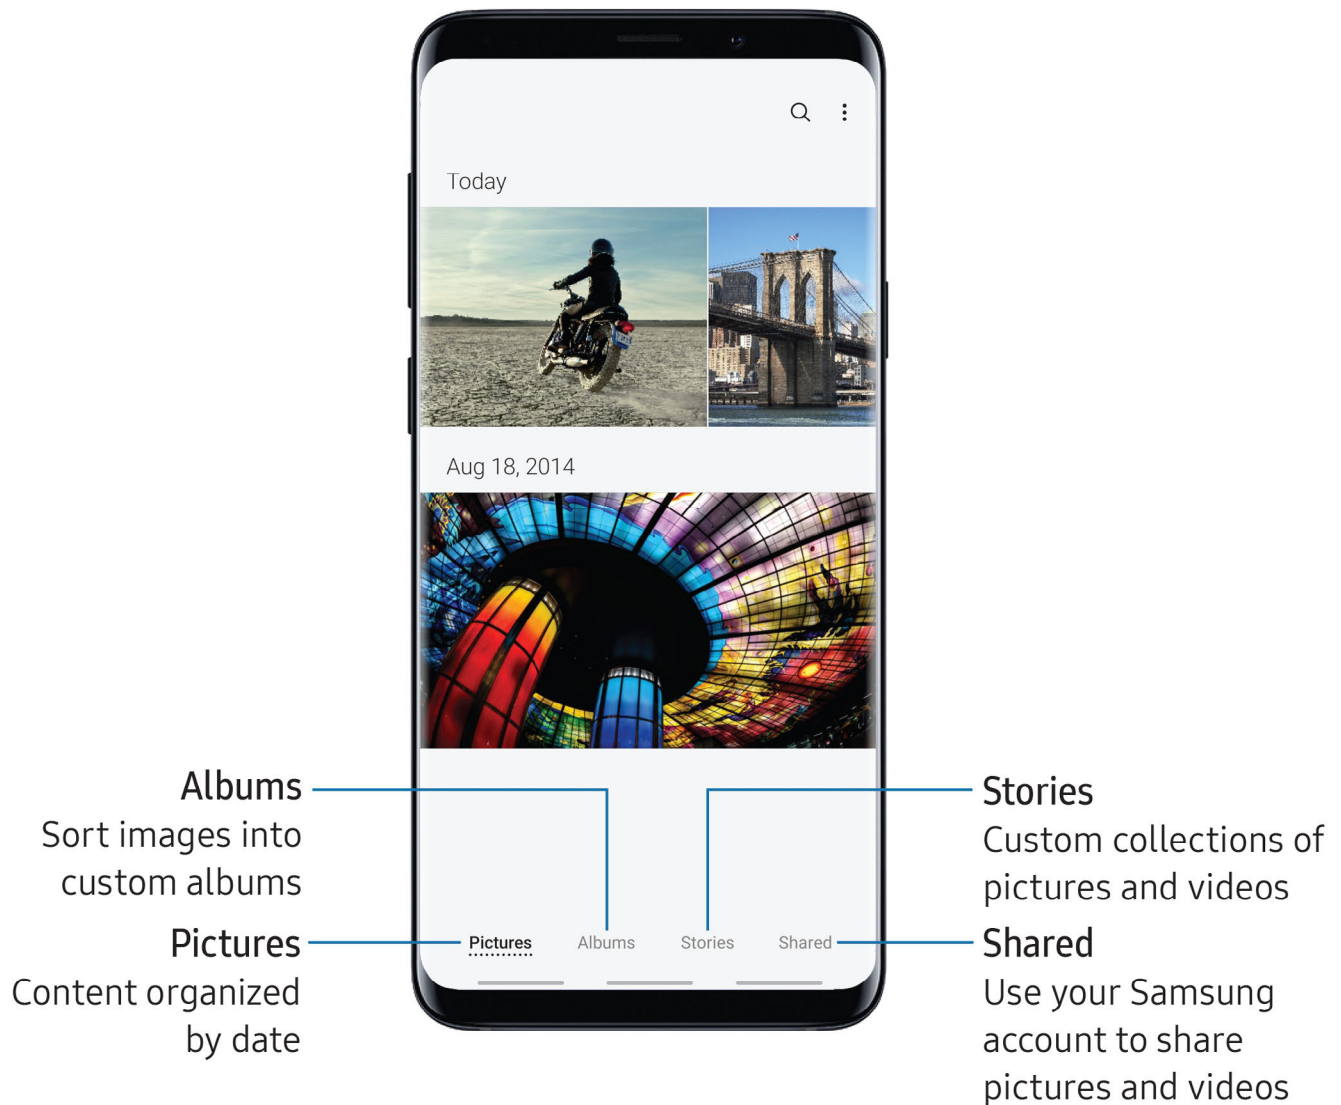 Today
Aug 18, 2014
Albums
Sort images into
custom albums
Pictures
Content organized
by date
Stories
Custom collections of
pictures and videos
Shared
Use your Samsung
account to share
pictures and videos
Pictures
Albums
Stories
Shared